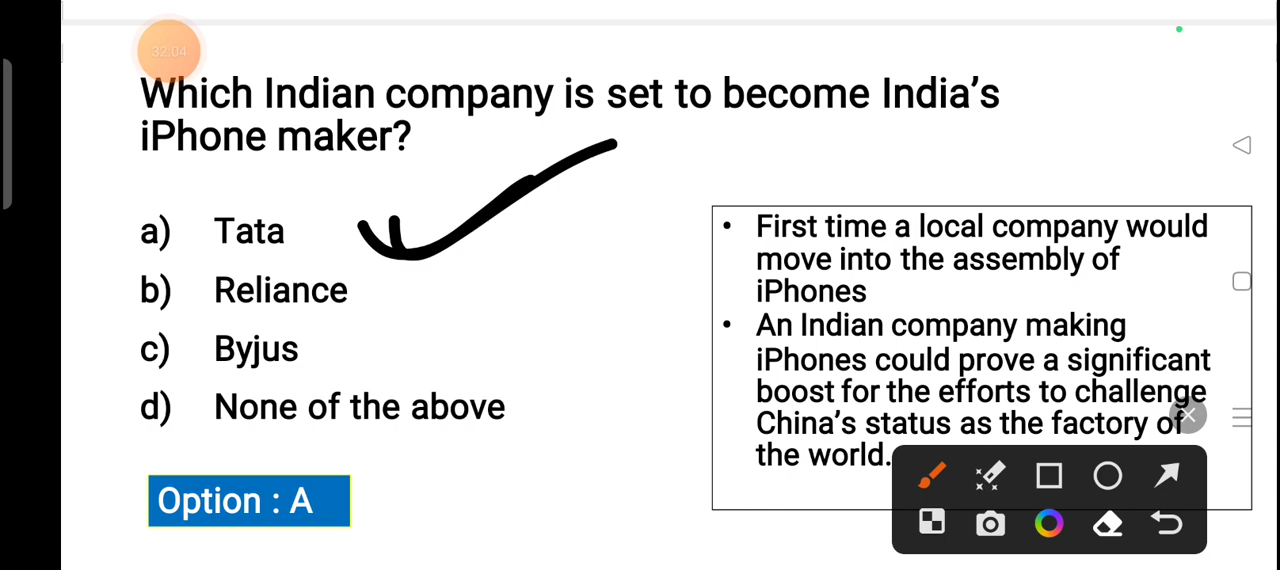 32:04
Which Indian company is set to become India's
iPhone maker?
a) Tata
b) Reliance
c) Byjus
d) None of the above
Option : A
• First time a local company would
move into the assembly of
iPhones
• An Indian company making
iPhones could prove a significant
boost for the efforts to challenge
China's status as the factory of
the world.